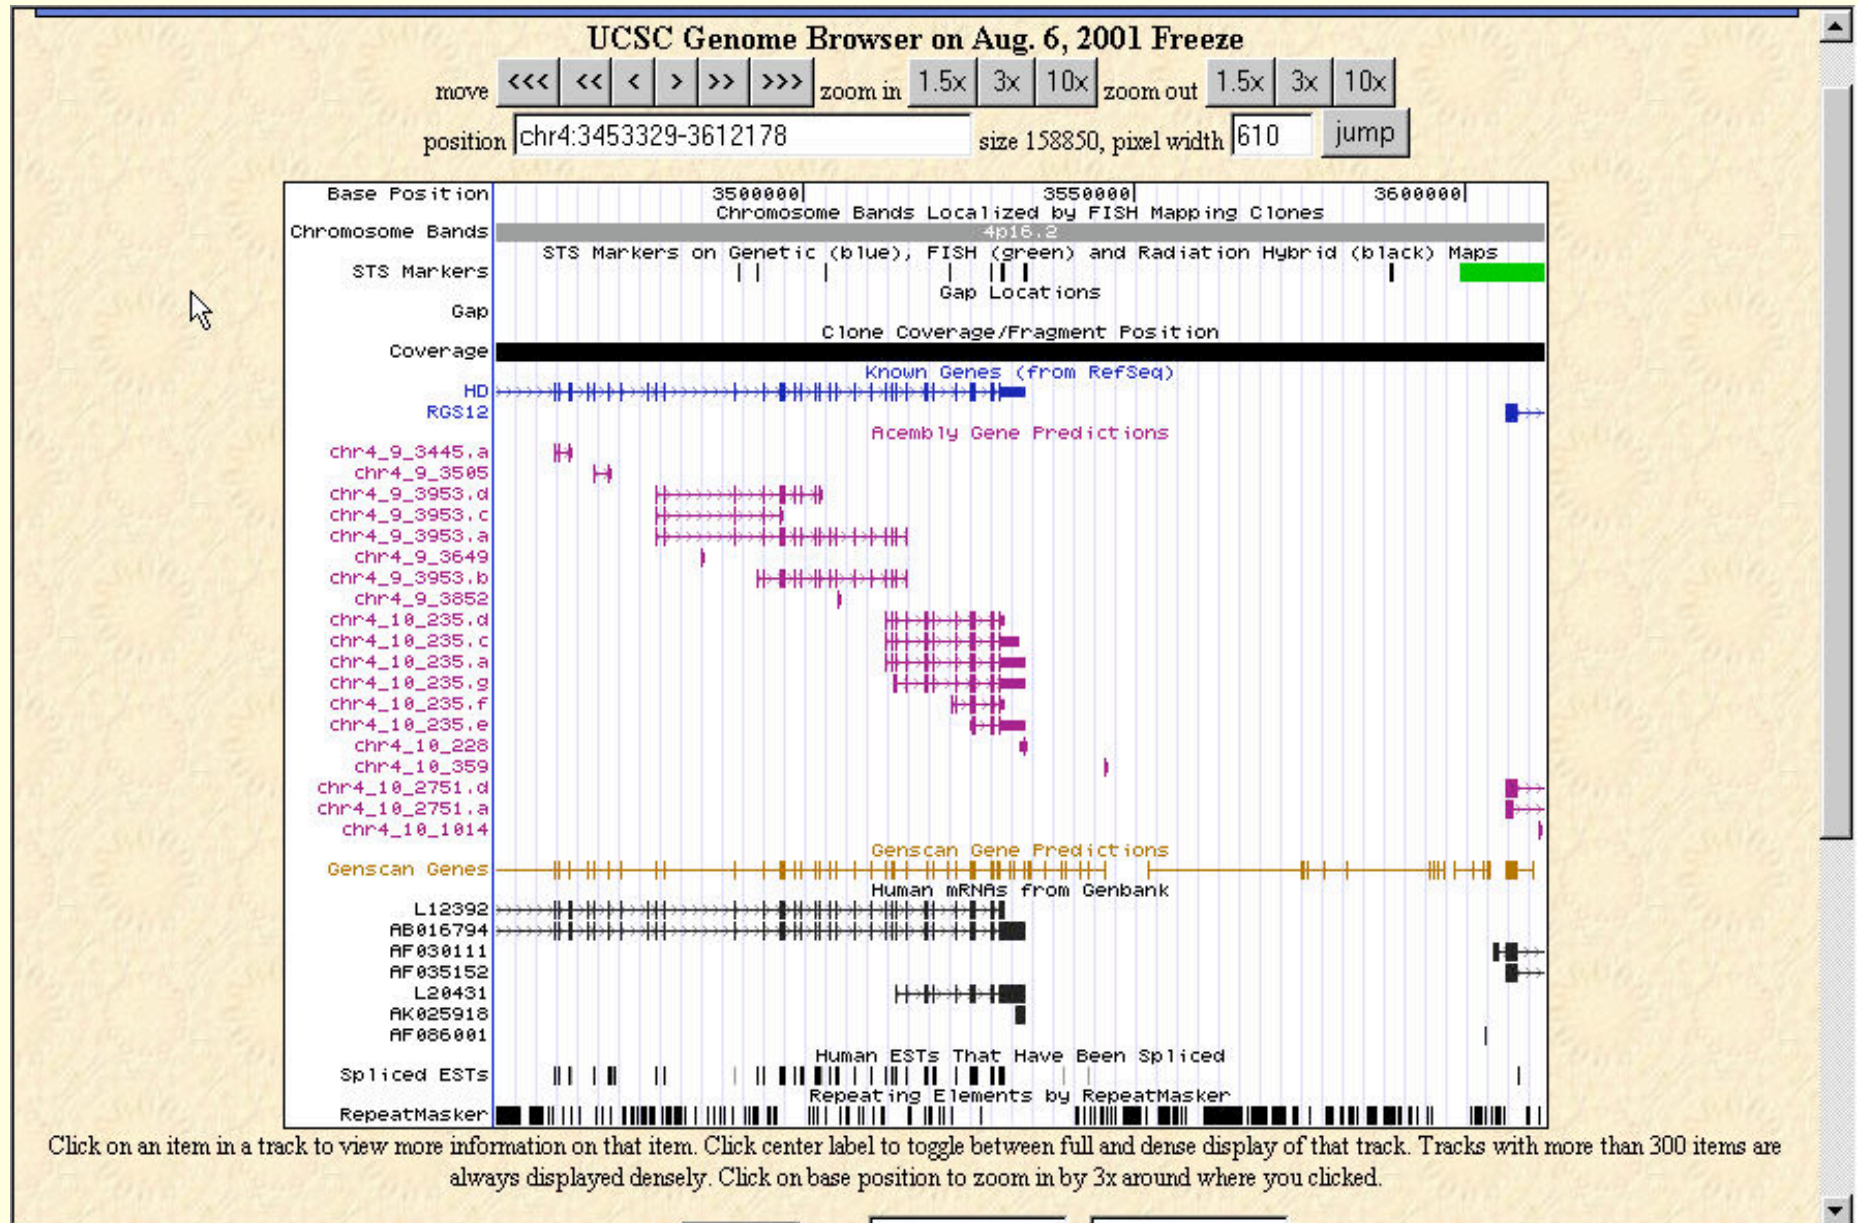 UCSC Genome Browser on Aug. 6, 2001 Freeze
move <<< << < > >> >>> zoom in 1.5x 3x 10x zoom out 1.5x 3x 10x
position chr4:3453329-3612178 size 158850, pixel width 610 jump
Base Position 3500000| 3550000| 3600000|
Chromosome Bands Localized by FISH Mapping Clones
Chromosome Bands 4p16.2
STS Markers on Genetic (blue), FISH (green) and Radiation Hybrid (black) Maps
STS Markers
Gap Locations
Gap
Clone Coverage/Fragment Position
Coverage
Known Genes (from RefSeq)
HD
RGS12
Acembly Gene Predictions
chr4_9_3445.a
chr4_9_3505
chr4_9_3953.d
chr4_9_3953.c
chr4_9_3953.a
chr4_9_3649
chr4_9_3953.b
chr4_9_3852
chr4_10_235.d
chr4_10_235.c
chr4_10_235.a
chr4_10_235.g
chr4_10_235.f
chr4_10_235.e
chr4_10_228
chr4_10_359
chr4_10_2751.d
chr4_10_2751.a
chr4_10_1014
Genscan Gene Predictions
Genscan Genes
Human mRNAs from Genbank
L12392
AB016794
AF030111
AF035152
L20431
AK025918
AF086001
Human ESTs That Have Been Spliced
Spliced ESTs
Repeating Elements by RepeatMasker
RepeatMasker
Click on an item in a track to view more information on that item. Click center label to toggle between full and dense display of that track. Tracks with more than 300 items are
always displayed densely. Click on base position to zoom in by 3x around where you clicked.